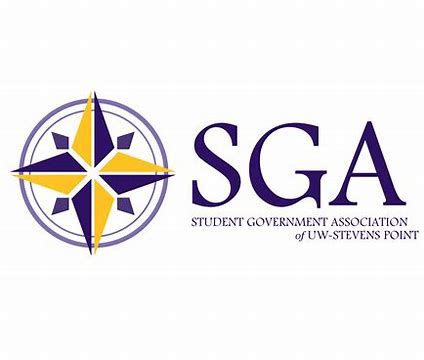 SGA
STUDENT GOVERNMENT ASSOCIATION
of UW-STEVENS POINT